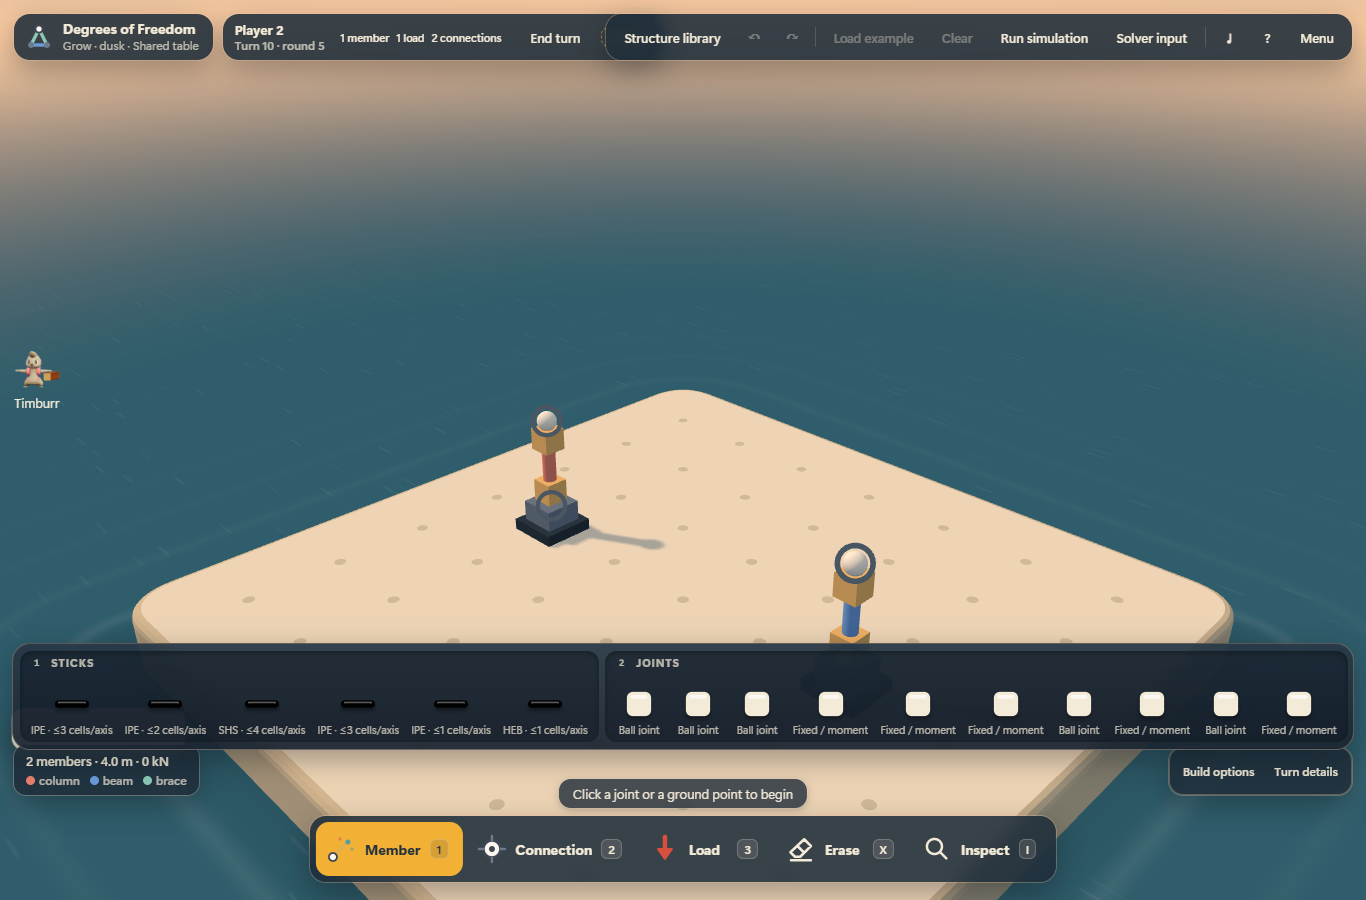 Degrees of Freedom
Grow · dusk · Shared table
Player 2
Turn 10 · round 5
1 member 1 load 2 connections
End turn
Structure library
Load example
Clear
Run simulation
Solver input
?
Menu
Timburr
1 STICKS
IPE · ≤3 cells/axis
IPE · ≤2 cells/axis
SHS · ≤4 cells/axis
IPE · ≤3 cells/axis
IPE · ≤1 cells/axis
HEB · ≤1 cells/axis
2 JOINTS
Ball joint
Ball joint
Ball joint
Fixed / moment
Fixed / moment
Fixed / moment
Ball joint
Fixed / moment
Ball joint
Fixed / moment
2 members · 4.0 m · 0 kN
column beam brace
Build options
Turn details
Click a joint or a ground point to begin
Member 1
Connection 2
Load 3
Erase X
Inspect I